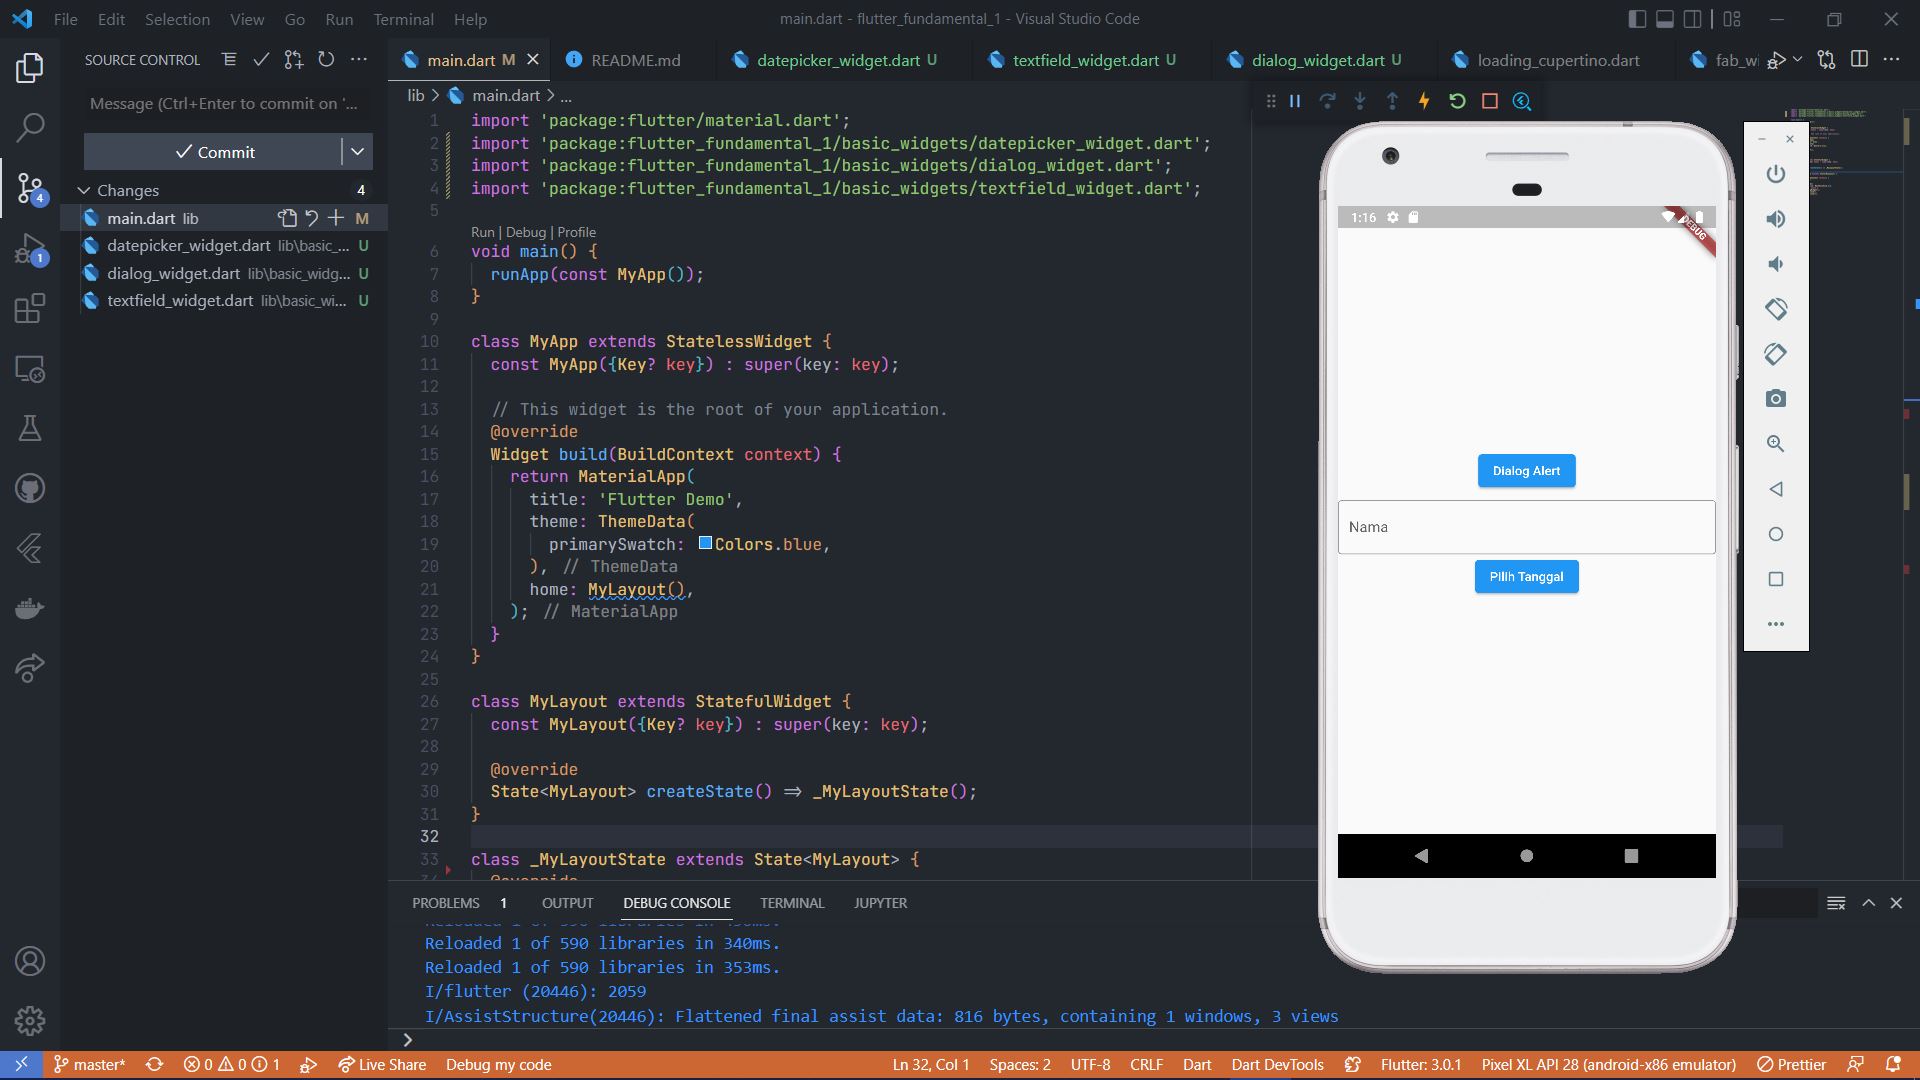 File Edit Selection View Go Run Terminal Help
main.dart - flutter_fundamental_1 - Visual Studio Code
SOURCE CONTROL
Message (Ctrl+Enter to commit on '...
Commit
Changes 4
main.dart lib M
datepicker_widget.dart lib\basic_... U
dialog_widget.dart lib\basic_widg... U
textfield_widget.dart lib\basic_wi... U
4
1
main.dart M
README.md
datepicker_widget.dart U
textfield_widget.dart U
dialog_widget.dart U
loading_cupertino.dart
fab_wi
lib > main.dart > ...
1 import 'package:flutter/material.dart';
2 import 'package:flutter_fundamental_1/basic_widgets/datepicker_widget.dart';
3 import 'package:flutter_fundamental_1/basic_widgets/dialog_widget.dart';
4 import 'package:flutter_fundamental_1/basic_widgets/textfield_widget.dart';
5
Run | Debug | Profile
6 void main() {
7 runApp(const MyApp());
8 }
9
10 class MyApp extends StatelessWidget {
11 const MyApp({Key? key}) : super(key: key);
12
13 // This widget is the root of your application.
14 @override
15 Widget build(BuildContext context) {
16 return MaterialApp(
17 title: 'Flutter Demo',
18 theme: ThemeData(
19 primarySwatch: Colors.blue,
20 ), // ThemeData
21 home: MyLayout(),
22 ); // MaterialApp
23 }
24 }
25
26 class MyLayout extends StatefulWidget {
27 const MyLayout({Key? key}) : super(key: key);
28
29 @override
30 State<MyLayout> createState() => _MyLayoutState();
31 }
32
33 class _MyLayoutState extends State<MyLayout> {
34 @override
1:16
DEBUG
Dialog Alert
Nama
Pilih Tanggal
PROBLEMS 1 OUTPUT DEBUG CONSOLE TERMINAL JUPYTER
Reloaded 1 of 590 libraries in 340ms.
Reloaded 1 of 590 libraries in 353ms.
I/flutter (20446): 2059
I/AssistStructure(20446): Flattened final assist data: 816 bytes, containing 1 windows, 3 views
master* 0 0 1 Live Share Debug my code Ln 32, Col 1 Spaces: 2 UTF-8 CRLF Dart Dart DevTools Flutter: 3.0.1 Pixel XL API 28 (android-x86 emulator) Prettier